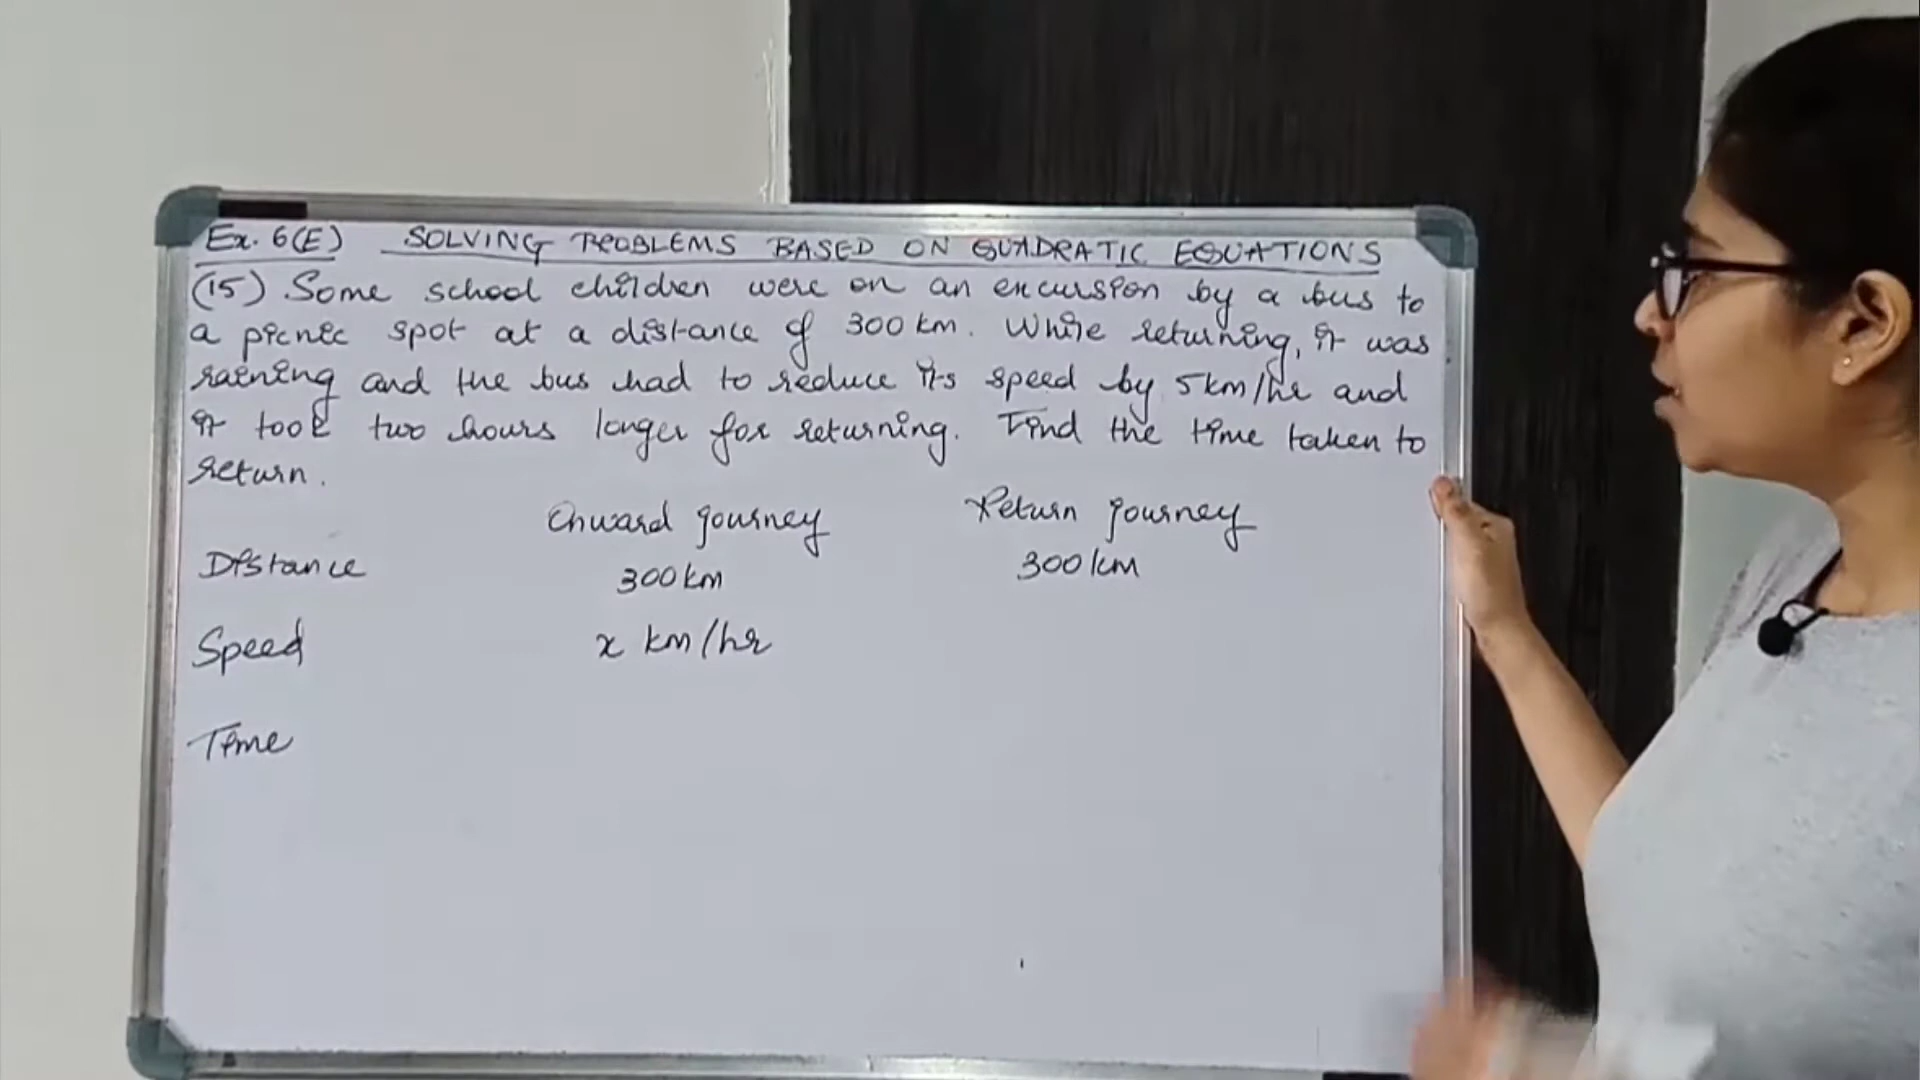 Ex. 6(E) SOLVING PROBLEMS BASED ON QUADRATIC EQUATIONS
(15) Some school children were on an excursion by a bus to
a picnic spot at a distance of 300 km. While returning, it was
raining and the bus had to reduce its speed by 5 km/hr and
it took two hours longer for returning. Find the time taken to
return.
Onward journey Return journey
Distance 300 km 300 km
Speed x km/hr
Time